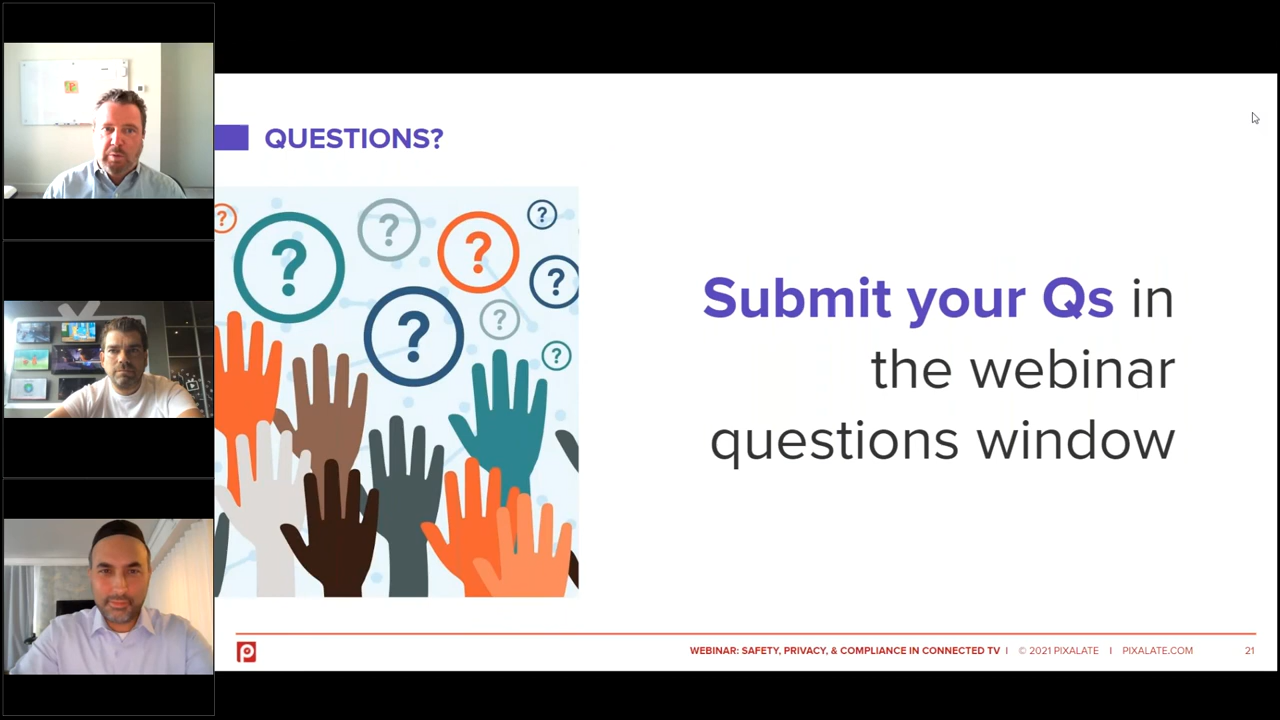 QUESTIONS?
? ? ? ? ? ? ? ? ?
Submit your Qs in
the webinar
questions window
WEBINAR: SAFETY, PRIVACY, & COMPLIANCE IN CONNECTED TV I © 2021 PIXALATE I PIXALATE.COM 21